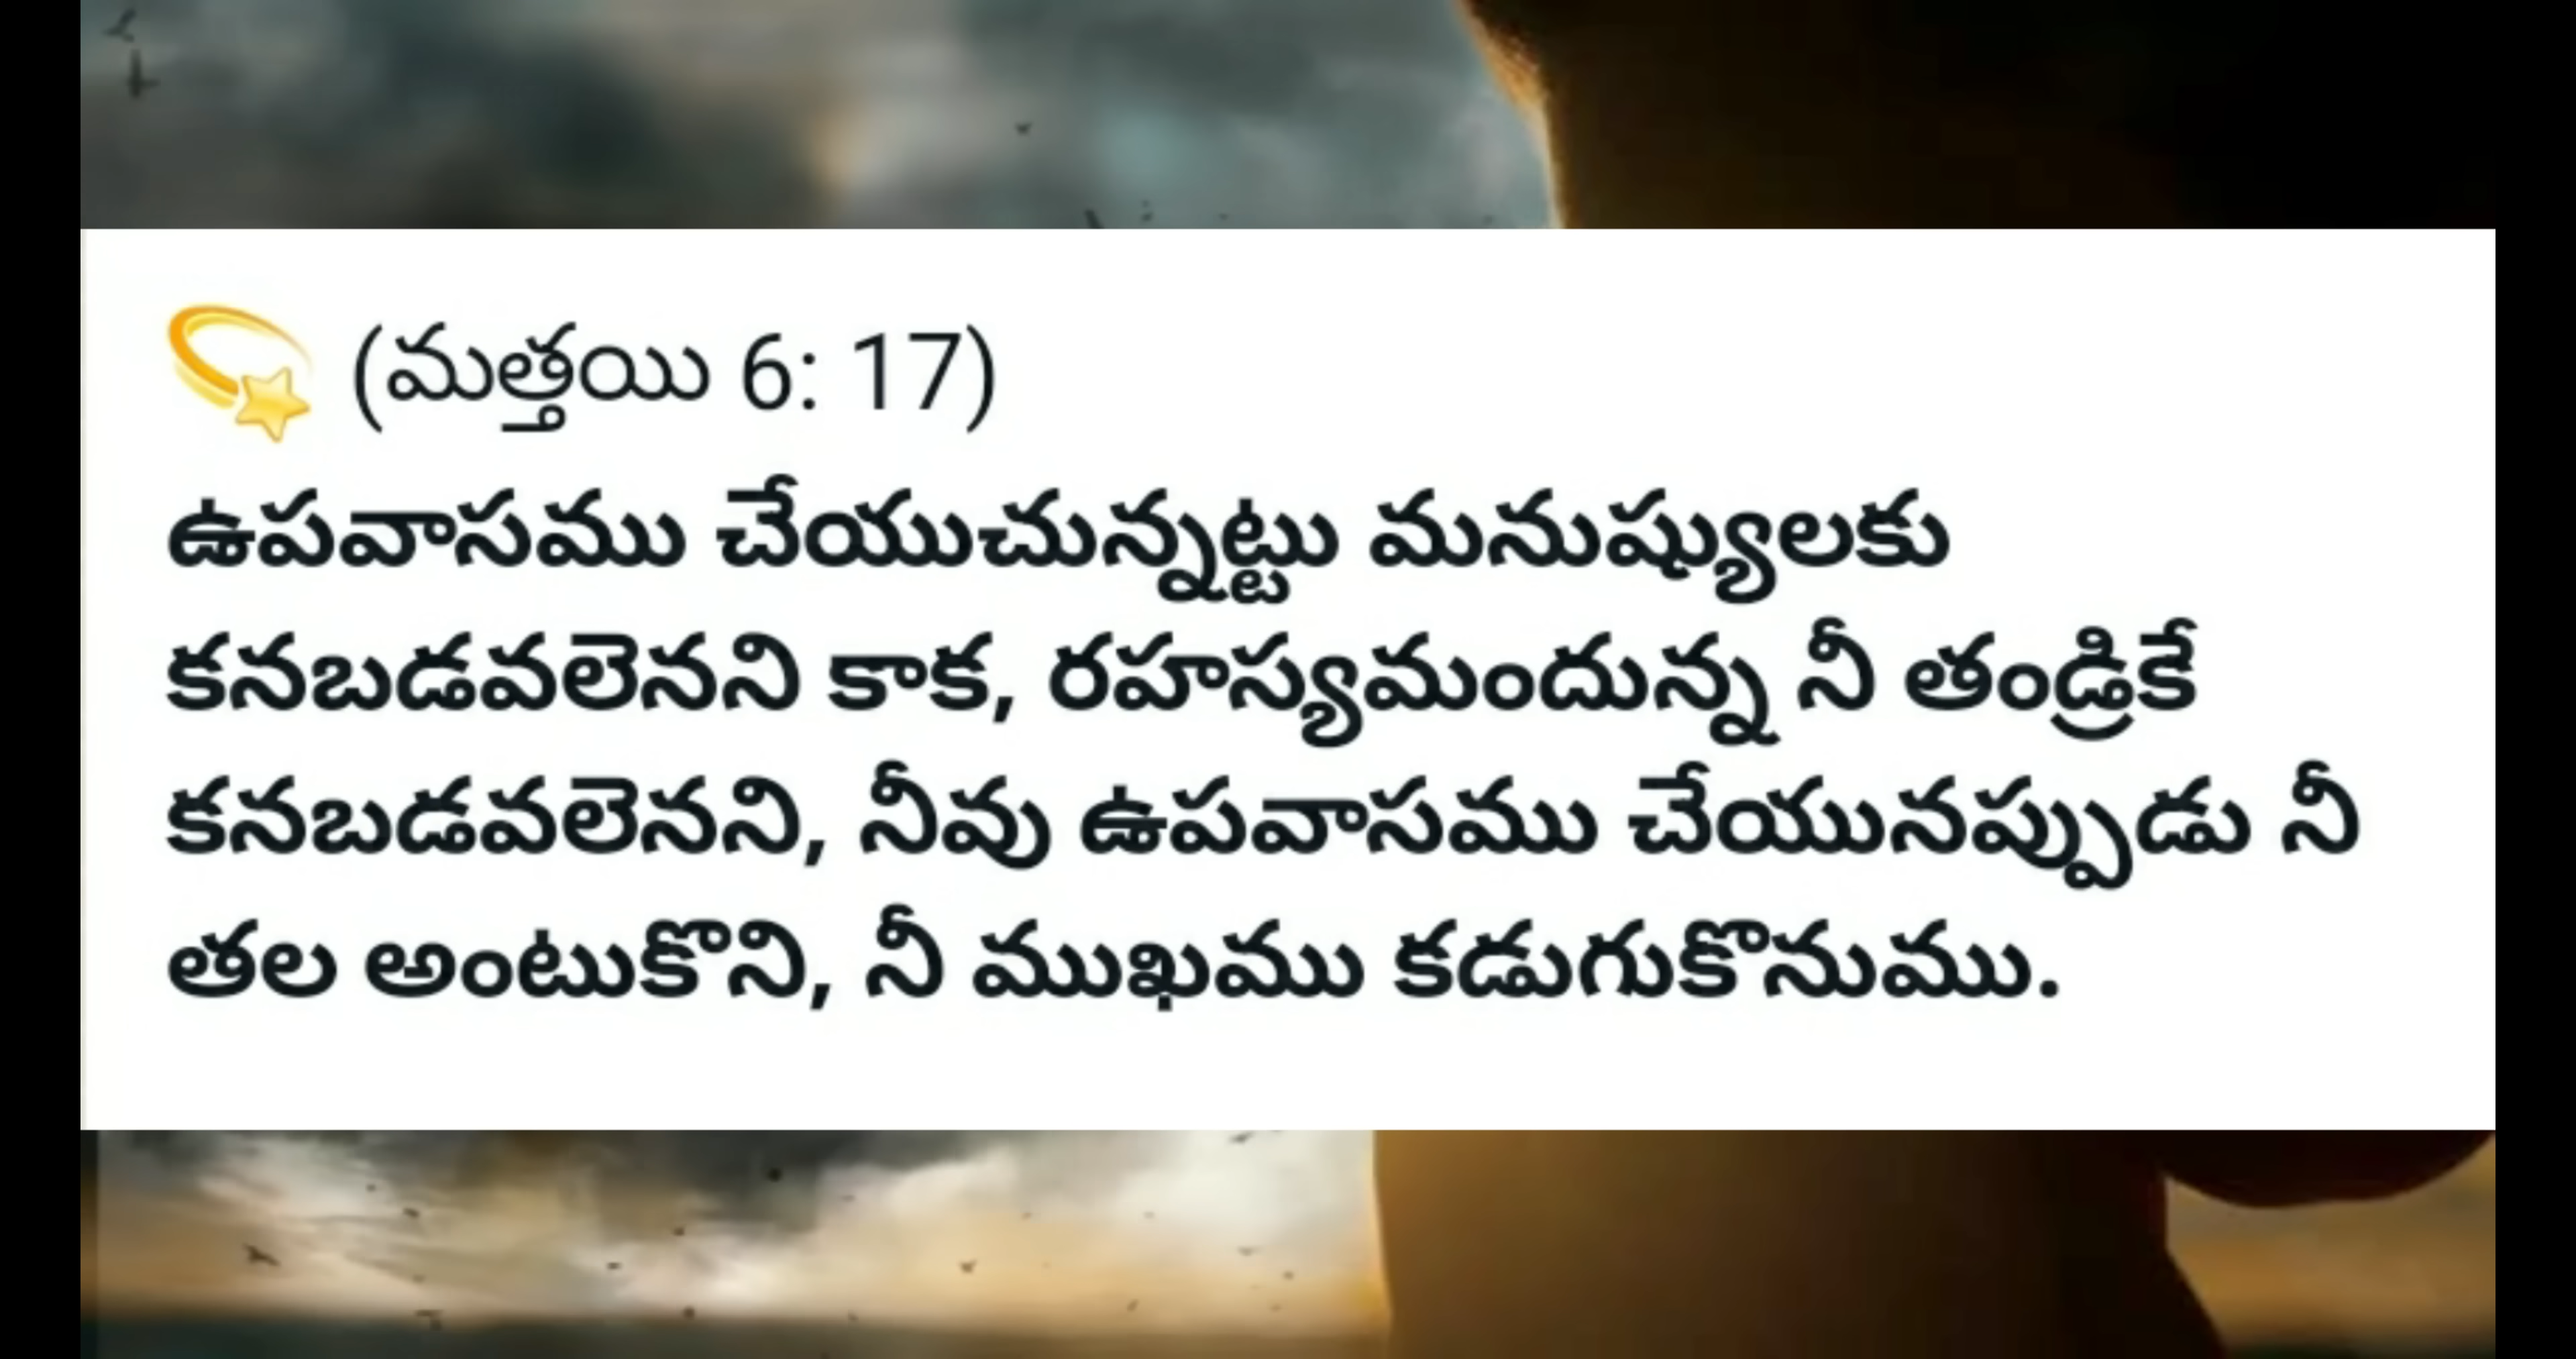 💫 (మత్తయి 6: 17)
ఉపవాసము చేయుచున్నట్టు మనుష్యులకు
కనబడవలెనని కాక, రహస్యమందున్న నీ తండ్రికే
కనబడవలెనని, నీవు ఉపవాసము చేయునప్పుడు నీ
తల అంటుకొని, నీ ముఖము కడుగుకొనుము.